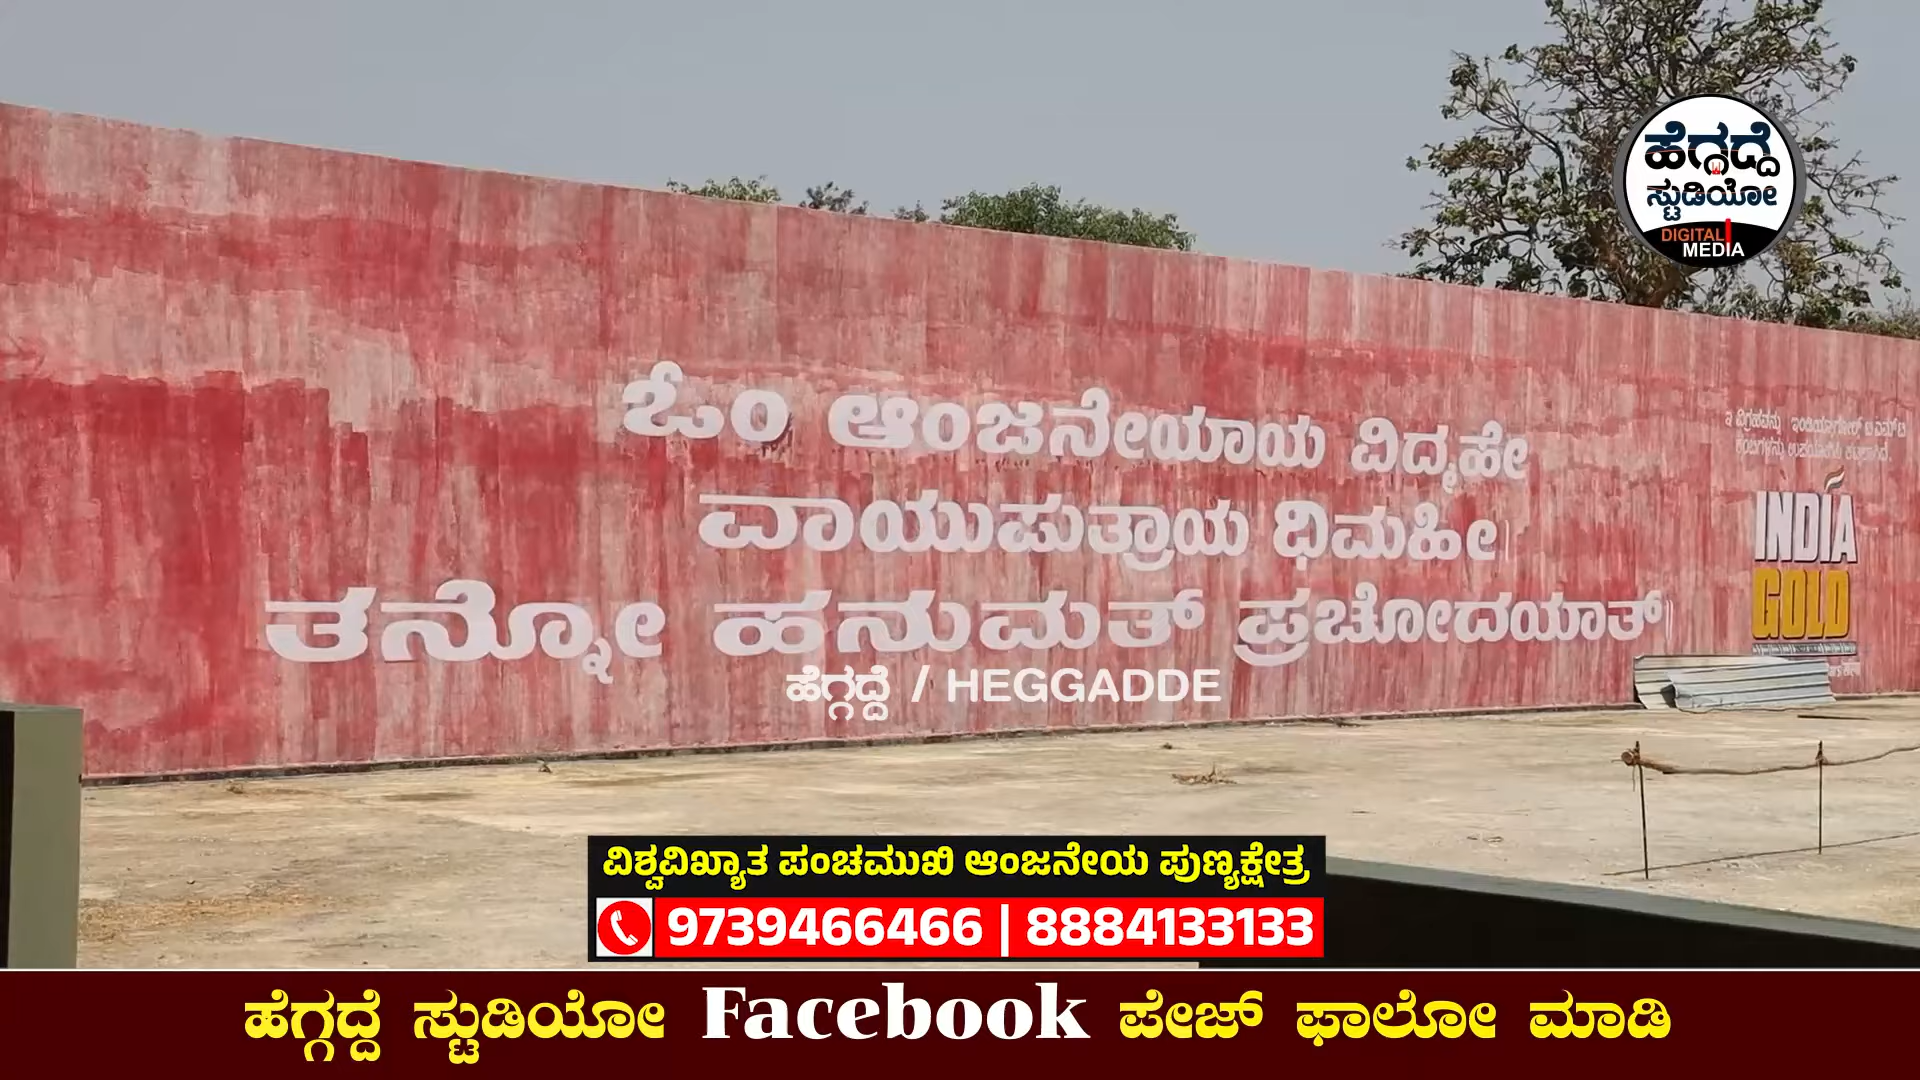 ಹೆಗ್ಗದ್ದೆ
ಸ್ಟುಡಿಯೋ
DIGITAL
MEDIA
ಓಂ ಆಂಜನೇಯಾಯ ವಿದ್ಮಹೇ
ವಾಯುಪುತ್ರಾಯ ಧಿಮಹೀ
ತನ್ನೋ ಹನುಮತ್ ಪ್ರಚೋದಯಾತ್
ಇ ವಿಗ್ರಹವನ್ನು
INDIA
GOLD
ಹೆಗ್ಗದ್ದೆ / HEGGADDE
ವಿಶ್ವವಿಖ್ಯಾತ ಪಂಚಮುಖಿ ಆಂಜನೇಯ ಪುಣ್ಯಕ್ಷೇತ್ರ
9739466466 | 8884133133
ಹೆಗ್ಗದ್ದೆ ಸ್ಟುಡಿಯೋ Facebook ಪೇಜ್ ಫಾಲೋ ಮಾಡಿ